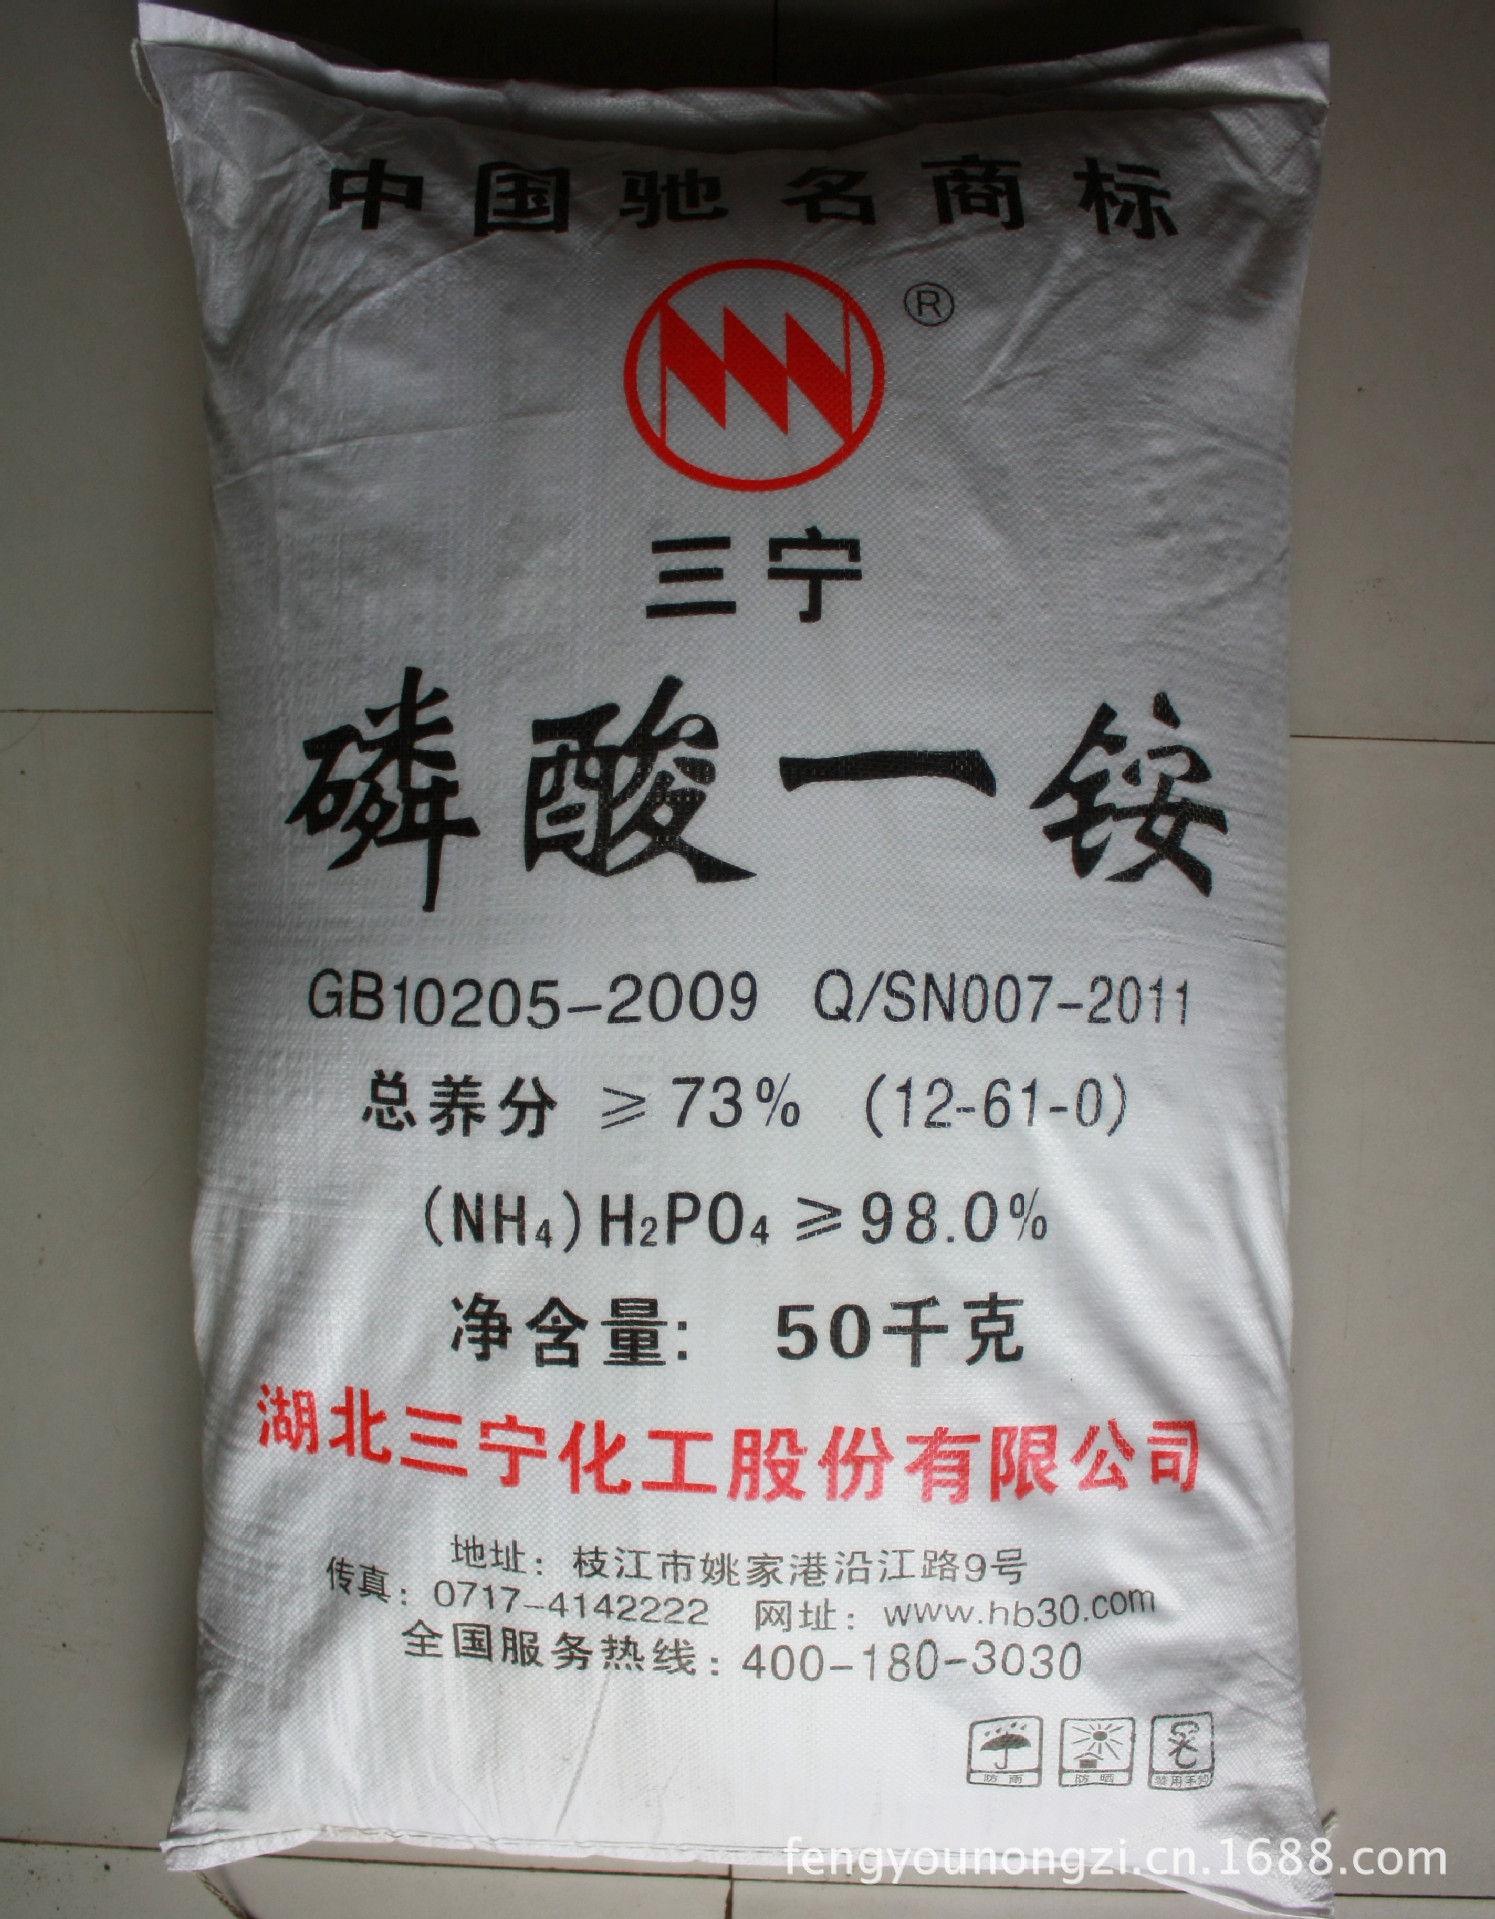 中国驰名商标
®
三宁
磷酸一铵
GB10205-2009 Q/SN007-2011
总养分 ≥73% (12-61-0)
(NH₄)H₂PO₄≥98.0%
净含量: 50千克
湖北三宁化工股份有限公司
地址: 枝江市姚家港沿江路9号
传真: 0717-4142222 网址: www.hb30.com
全国服务热线: 400-180-3030
防雨 防晒 禁用手钩
fengyounongzi.cn.1688.com